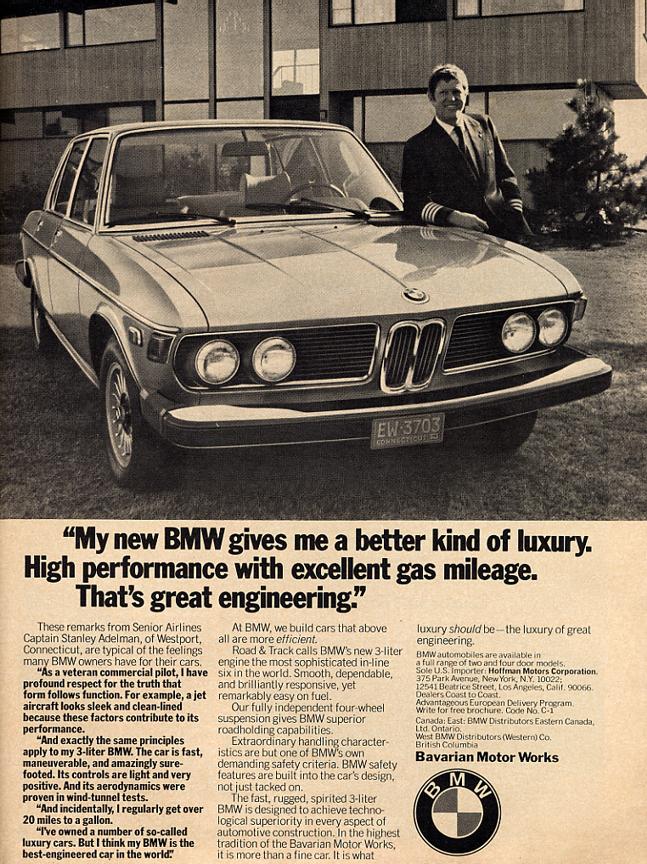 EW·3703
CONNECTICUT
“My new BMW gives me a better kind of luxury.
High performance with excellent gas mileage.
That’s great engineering.”
These remarks from Senior Airlines
Captain Stanley Adelman, of Westport,
Connecticut, are typical of the feelings
many BMW owners have for their cars.
“As a veteran commercial pilot, I have
profound respect for the truth that
form follows function. For example, a jet
aircraft looks sleek and clean-lined
because these factors contribute to its
performance.
“And exactly the same principles
apply to my 3-liter BMW. The car is fast,
maneuverable, and amazingly sure-
footed. Its controls are light and very
positive. And its aerodynamics were
proven in wind-tunnel tests.
“And incidentally, I regularly get over
20 miles to a gallon.
“I’ve owned a number of so-called
luxury cars. But I think my BMW is the
best-engineered car in the world.”
At BMW, we build cars that above
all are more efficient.
Road & Track calls BMW’s new 3-liter
engine the most sophisticated in-line
six in the world. Smooth, dependable,
and brilliantly responsive, yet
remarkably easy on fuel.
Our fully independent four-wheel
suspension gives BMW superior
roadholding capabilities.
Extraordinary handling character-
istics are but one of BMW’s own
demanding safety criteria. BMW safety
features are built into the car’s design,
not just tacked on.
The fast, rugged, spirited 3-liter
BMW is designed to achieve techno-
logical superiority in every aspect of
automotive construction. In the highest
tradition of the Bavarian Motor Works,
it is more than a fine car. It is what
luxury should be—the luxury of great
engineering.
BMW automobiles are available in
a full range of two and four door models.
Sole U.S. Importer: Hoffman Motors Corporation,
375 Park Avenue, New York, N.Y. 10022;
12541 Beatrice Street, Los Angeles, Calif. 90066.
Dealers Coast to Coast.
Advantageous European Delivery Program.
Write for free brochure. Code No. C-1
Canada: East: BMW Distributors Eastern Canada,
Ltd. Ontario.
West BMW Distributors (Western) Co.
British Columbia
Bavarian Motor Works
BMW